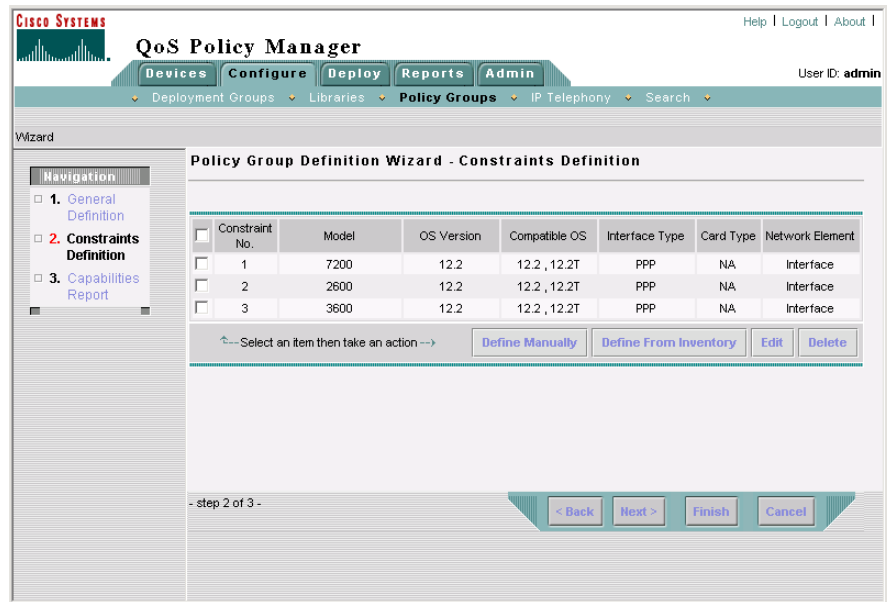 CISCO SYSTEMS
Help | Logout | About |
QoS Policy Manager
Devices Configure Deploy Reports Admin
User ID: admin
Deployment Groups Libraries Policy Groups IP Telephony Search
Wizard
Navigation
1. General Definition
2. Constraints Definition
3. Capabilities Report
Policy Group Definition Wizard - Constraints Definition
Constraint No. Model OS Version Compatible OS Interface Type Card Type Network Element
1 7200 12.2 12.2 , 12.2T PPP NA Interface
2 2600 12.2 12.2 , 12.2T PPP NA Interface
3 3600 12.2 12.2 , 12.2T PPP NA Interface
--Select an item then take an action --> Define Manually Define From Inventory Edit Delete
- step 2 of 3 -
< Back Next > Finish Cancel